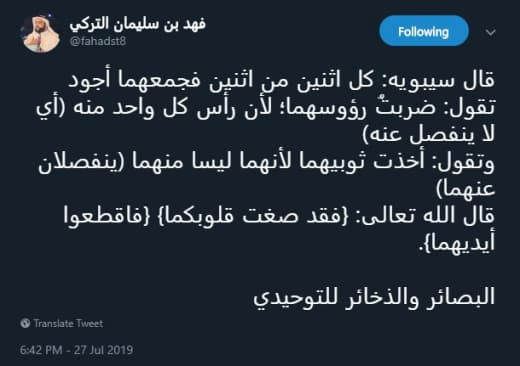 فهد بن سليمان التركي
@fahadst8
Following
قال سيبويه: كل اثنين من اثنين فجمعهما أجود
تقول: ضربتُ رؤوسهما؛ لأن رأس كل واحد منه (أي
لا ينفصل عنه)
وتقول: أخذت ثوبيهما لأنهما ليسا منهما (ينفصلان
عنهما)
قال الله تعالى: {فقد صغت قلوبكما} {فاقطعوا
أيديهما}.
البصائر والذخائر للتوحيدي
Translate Tweet
6:42 PM - 27 Jul 2019